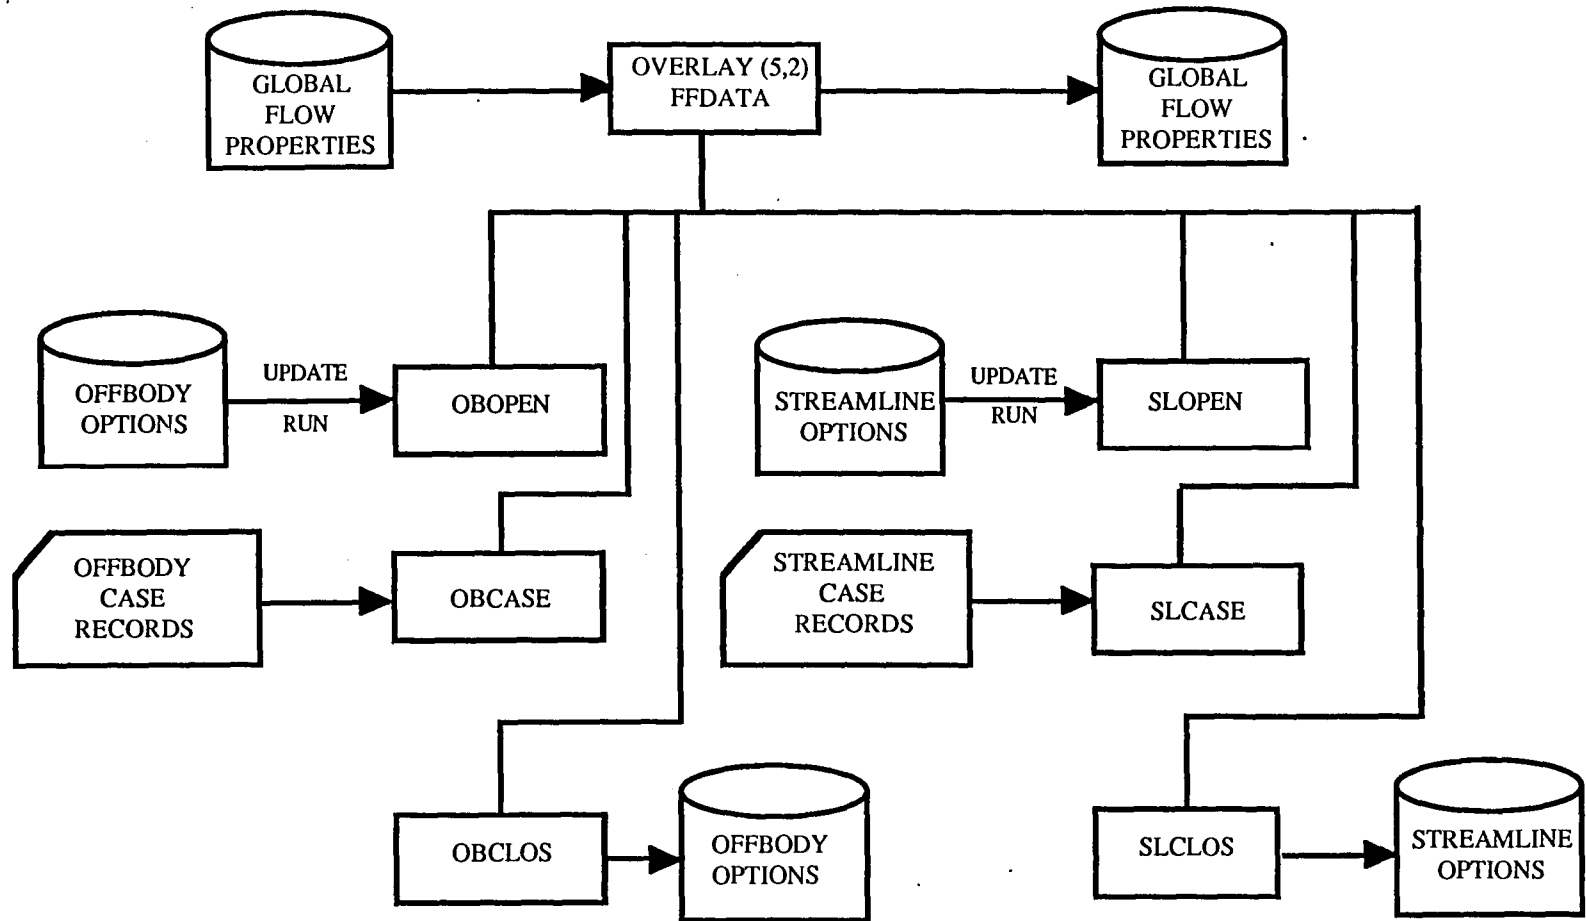 GLOBAL
FLOW
PROPERTIES
OVERLAY (5,2)
FFDATA
GLOBAL
FLOW
PROPERTIES
OFFBODY
OPTIONS
UPDATE
RUN
OBOPEN
STREAMLINE
OPTIONS
UPDATE
RUN
SLOPEN
OFFBODY
CASE
RECORDS
OBCASE
STREAMLINE
CASE
RECORDS
SLCASE
OBCLOS
OFFBODY
OPTIONS
SLCLOS
STREAMLINE
OPTIONS